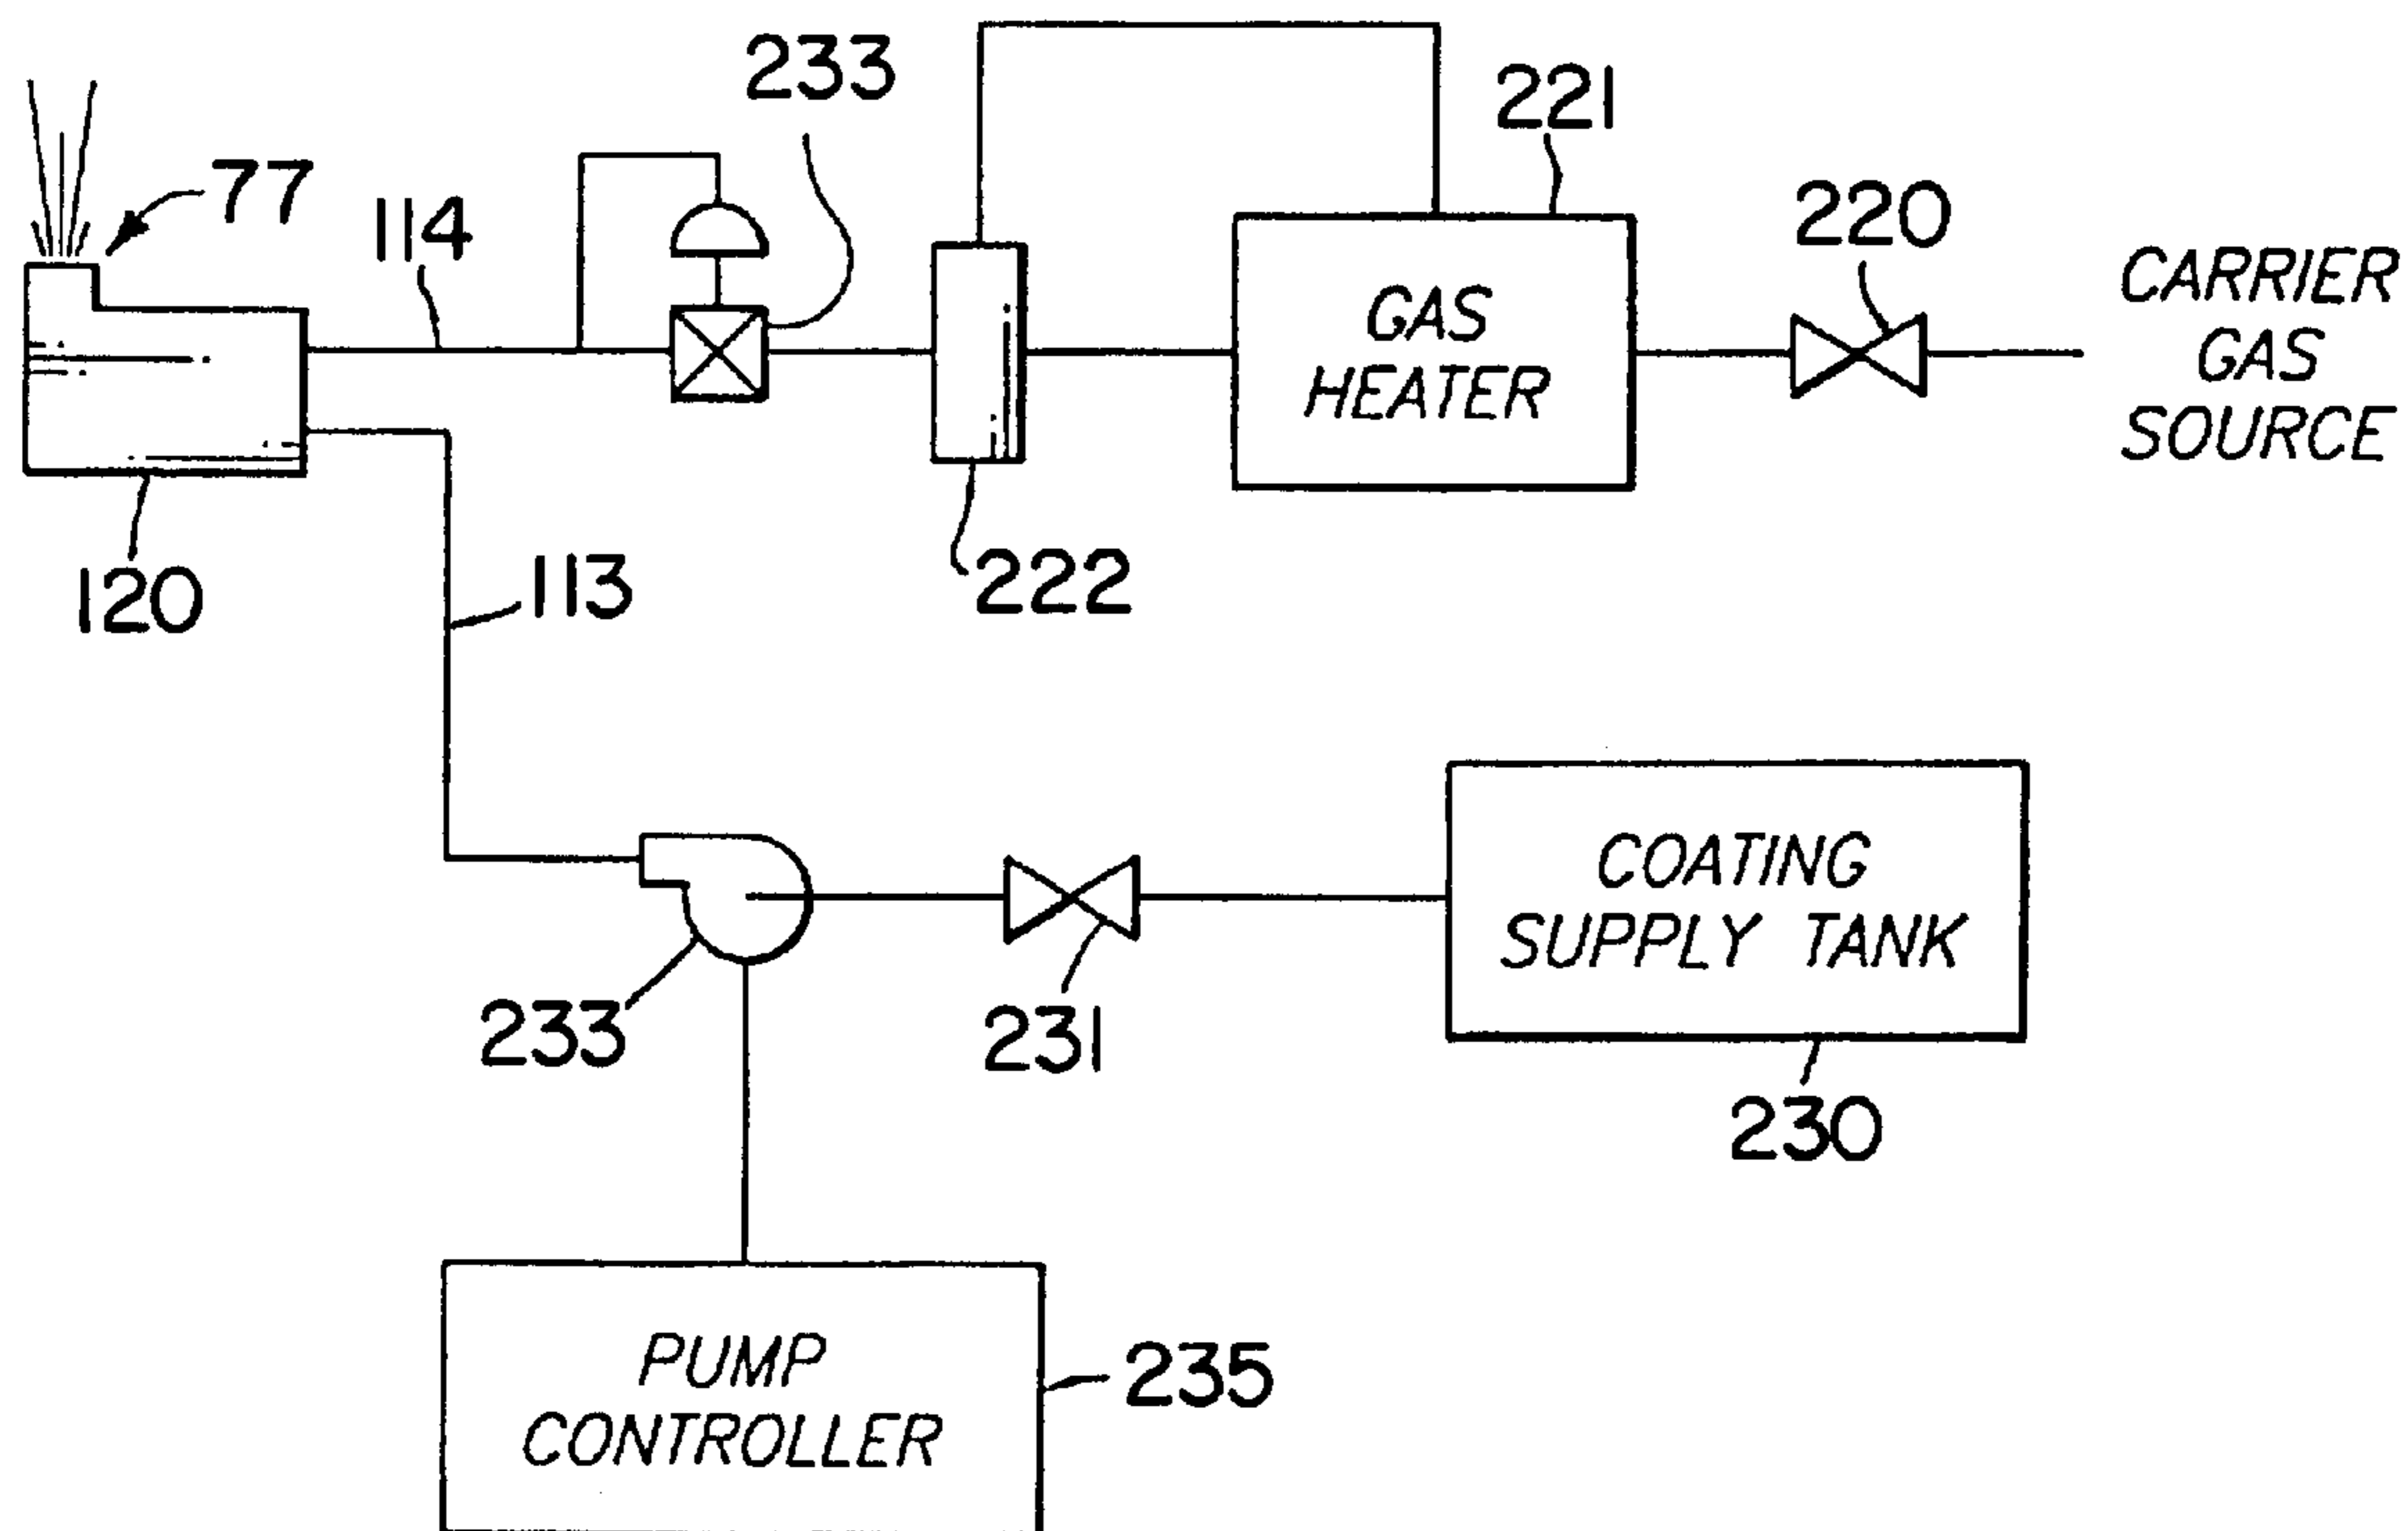 233
221
77
114
220
CARRIER
GAS
SOURCE
GAS
HEATER
222
120
113
COATING
SUPPLY TANK
233
231
230
PUMP
CONTROLLER
235